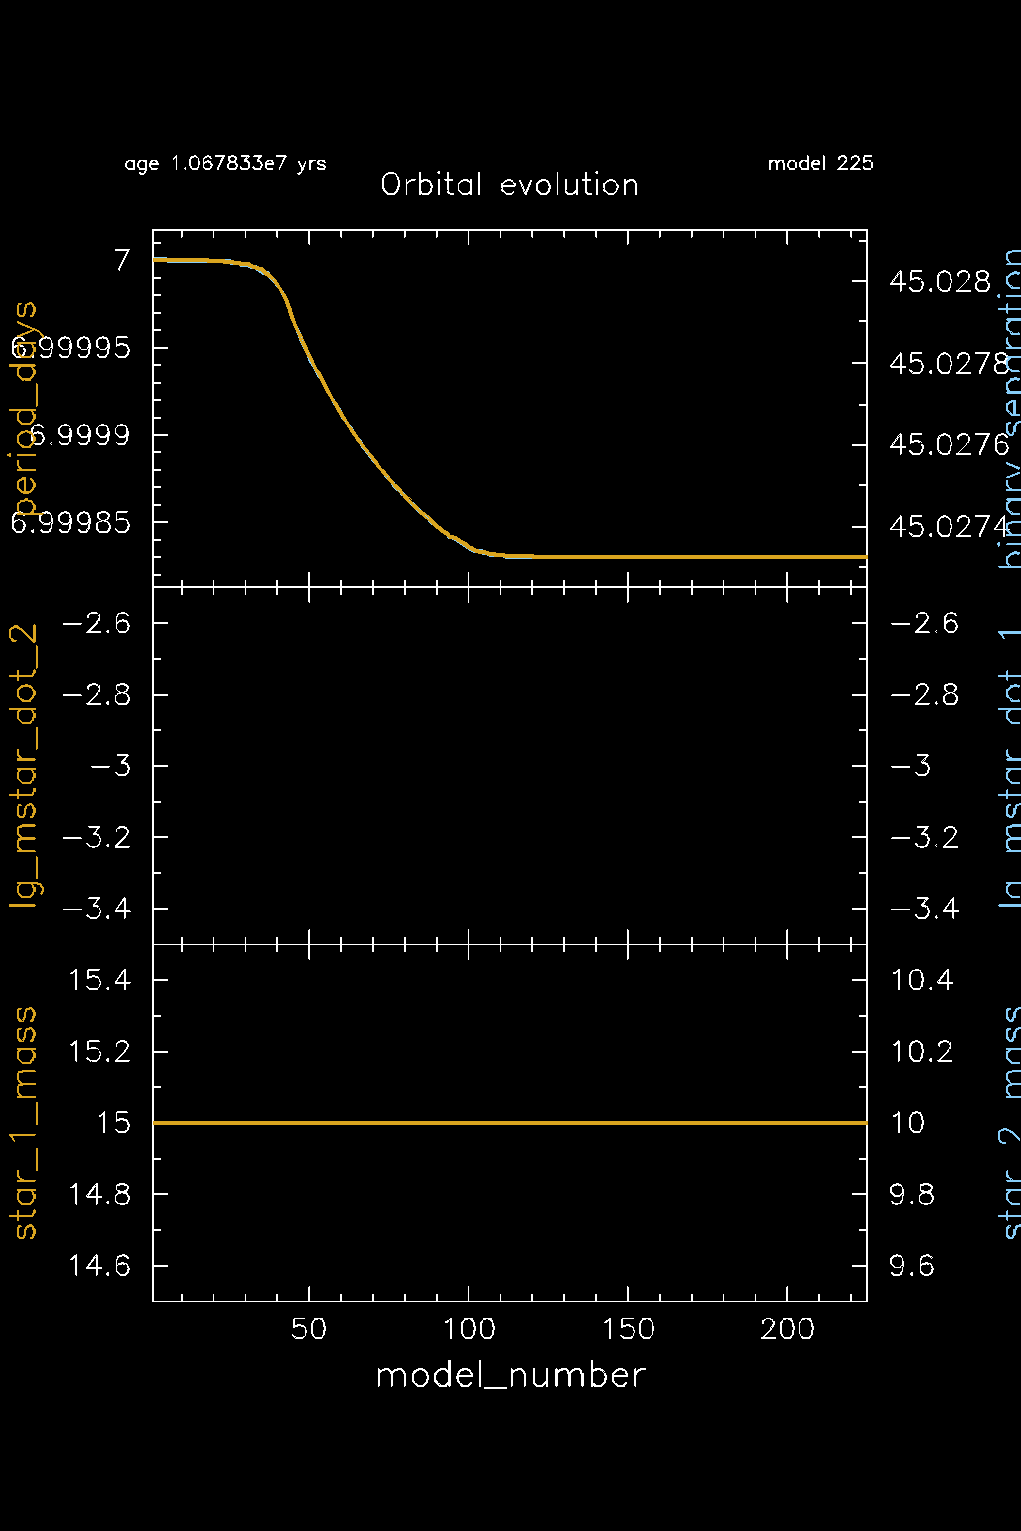 age 1.067833e7 yrs
model 225
Orbital evolution
period_days
7
6.99995
6.9999
6.99985
45.028
45.0278
45.0276
45.0274
binary separation
lg_mstar_dot_2
−2.6
−2.8
−3
−3.2
−3.4
−2.6
−2.8
−3
−3.2
−3.4
lg_mstar_dot_1
star_1_mass
15.4
15.2
15
14.8
14.6
10.4
10.2
10
9.8
9.6
star_2_mass
50 100 150 200
model_number